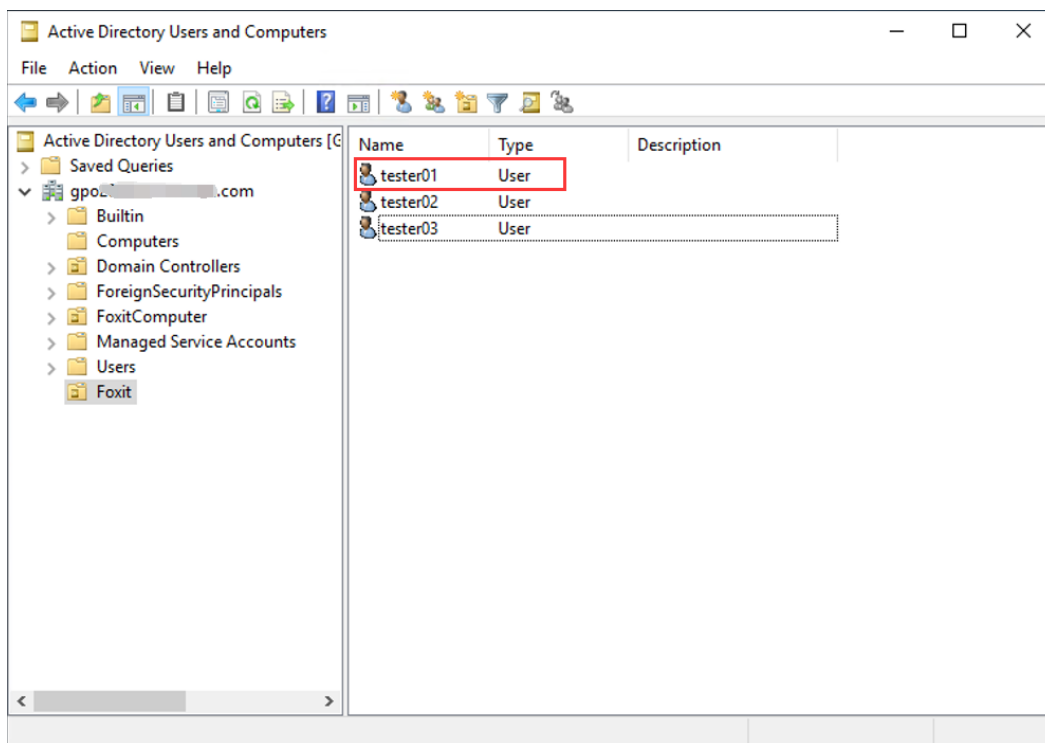 Active Directory Users and Computers
File Action View Help
Active Directory Users and Computers [G
Saved Queries
gpo .com
Builtin
Computers
Domain Controllers
ForeignSecurityPrincipals
FoxitComputer
Managed Service Accounts
Users
Foxit
Name Type Description
tester01 User
tester02 User
tester03 User